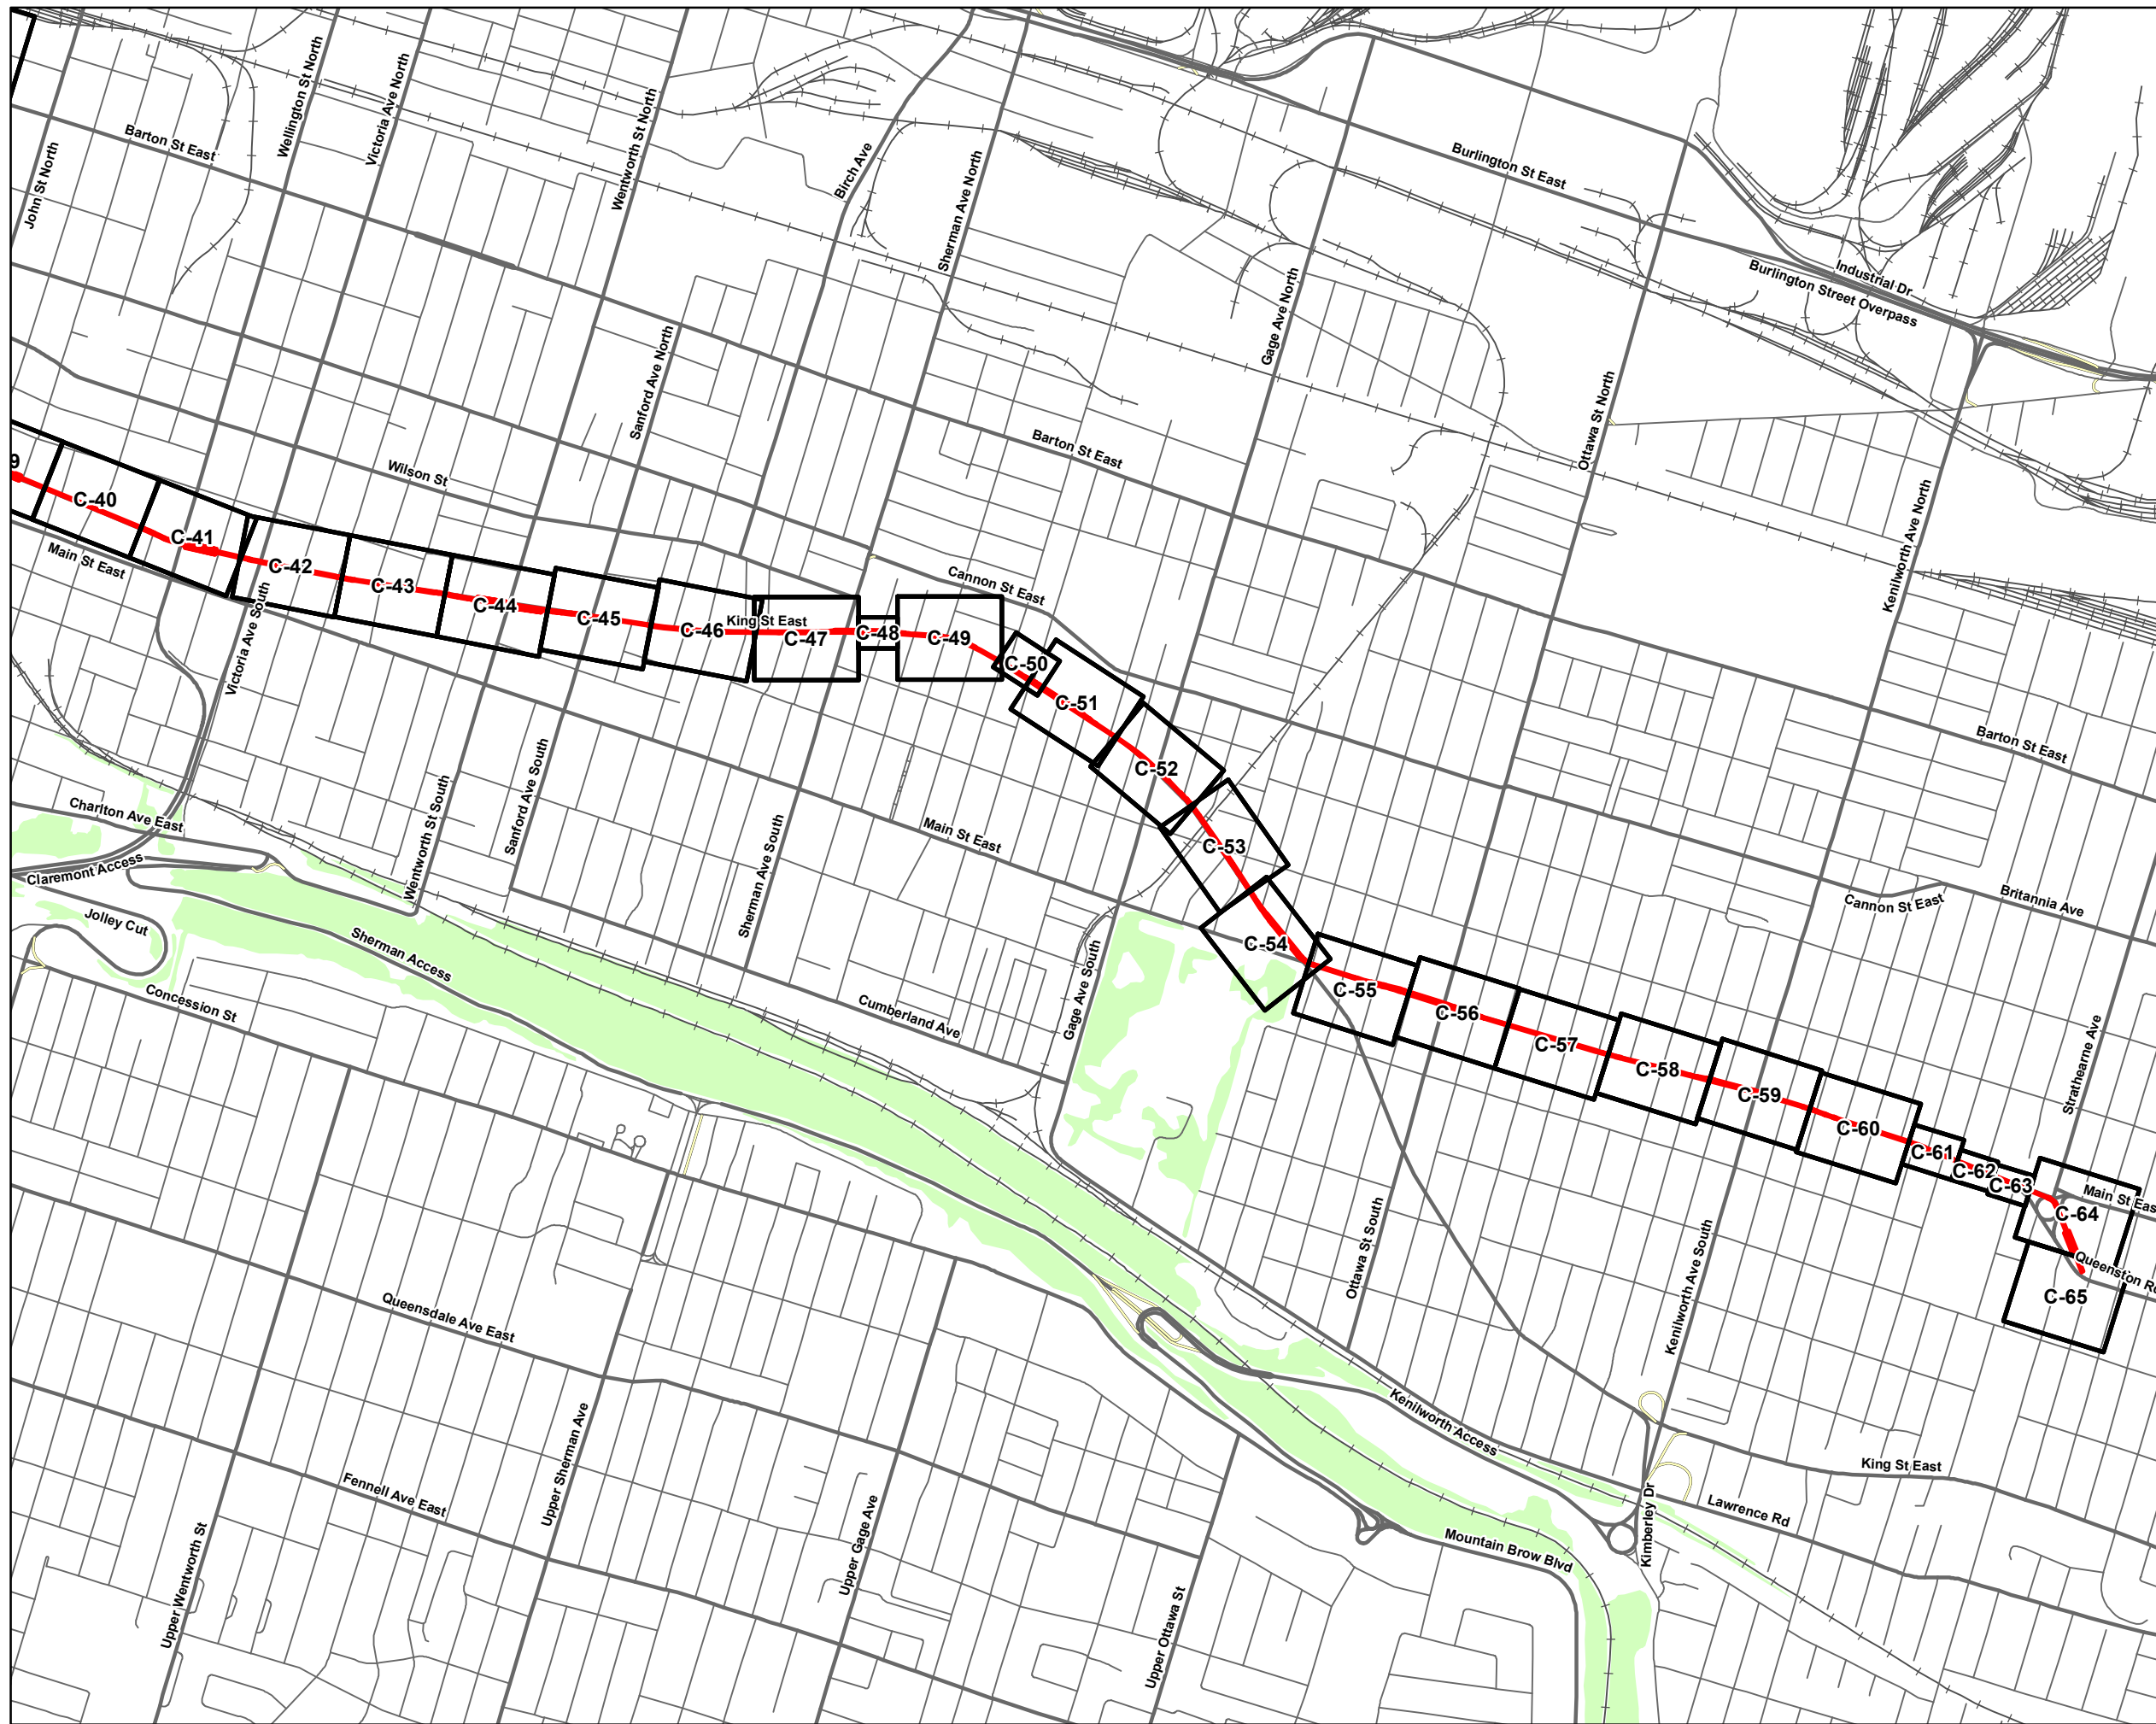 Wellington St North
Victoria Ave North
Wentworth St North
Barton St East
John St North
Birch Ave
Sherman Ave North
Burlington St East
Industrial Dr
Burlington Street Overpass
Gage Ave North
Sanford Ave North
Ottawa St North
Barton St East
Wilson St
Kenilworth Ave North
9
C-40
C-41
Main St East
C-42
C-43
C-44
C-45
C-46
King St East
C-47
C-48
C-49
Cannon St East
C-50
C-51
C-52
C-53
C-54
Victoria Ave South
Barton St East
Charlton Ave East
Claremont Access
Wentworth St South
Sanford Ave South
Sherman Ave South
Main St East
Cannon St East
Britannia Ave
Jolley Cut
Sherman Access
Concession St
Cumberland Ave
Gage Ave South
C-55
C-56
C-57
C-58
C-59
C-60
C-61
C-62
C-63
C-64
C-65
Strathearne Ave
Main St Eas
Queenston R
Ottawa St South
Kenilworth Ave South
Queensdale Ave East
Kenilworth Access
King St East
Lawrence Rd
Kimberley Dr
Mountain Brow Blvd
Fennell Ave East
Upper Sherman Ave
Upper Gage Ave
Upper Wentworth St
Upper Ottawa St